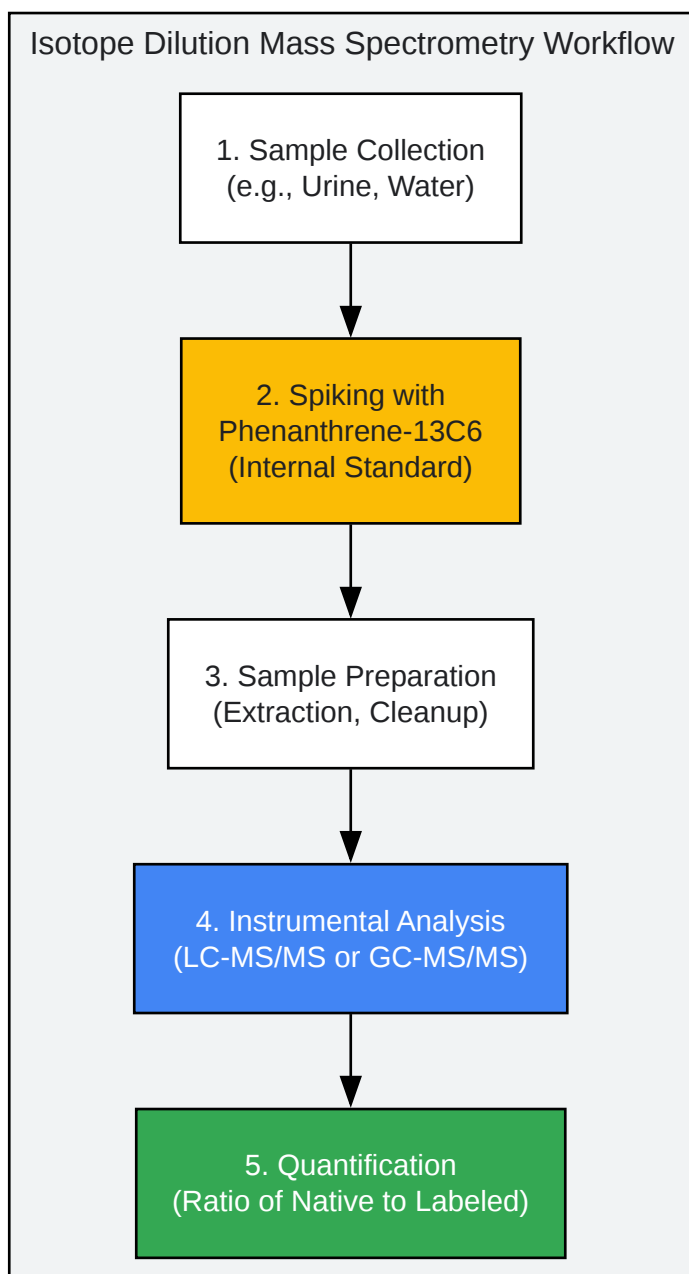 Isotope Dilution Mass Spectrometry Workflow
1. Sample Collection
(e.g., Urine, Water)
2. Spiking with
Phenanthrene-13C6
(Internal Standard)
3. Sample Preparation
(Extraction, Cleanup)
4. Instrumental Analysis
(LC-MS/MS or GC-MS/MS)
5. Quantification
(Ratio of Native to Labeled)